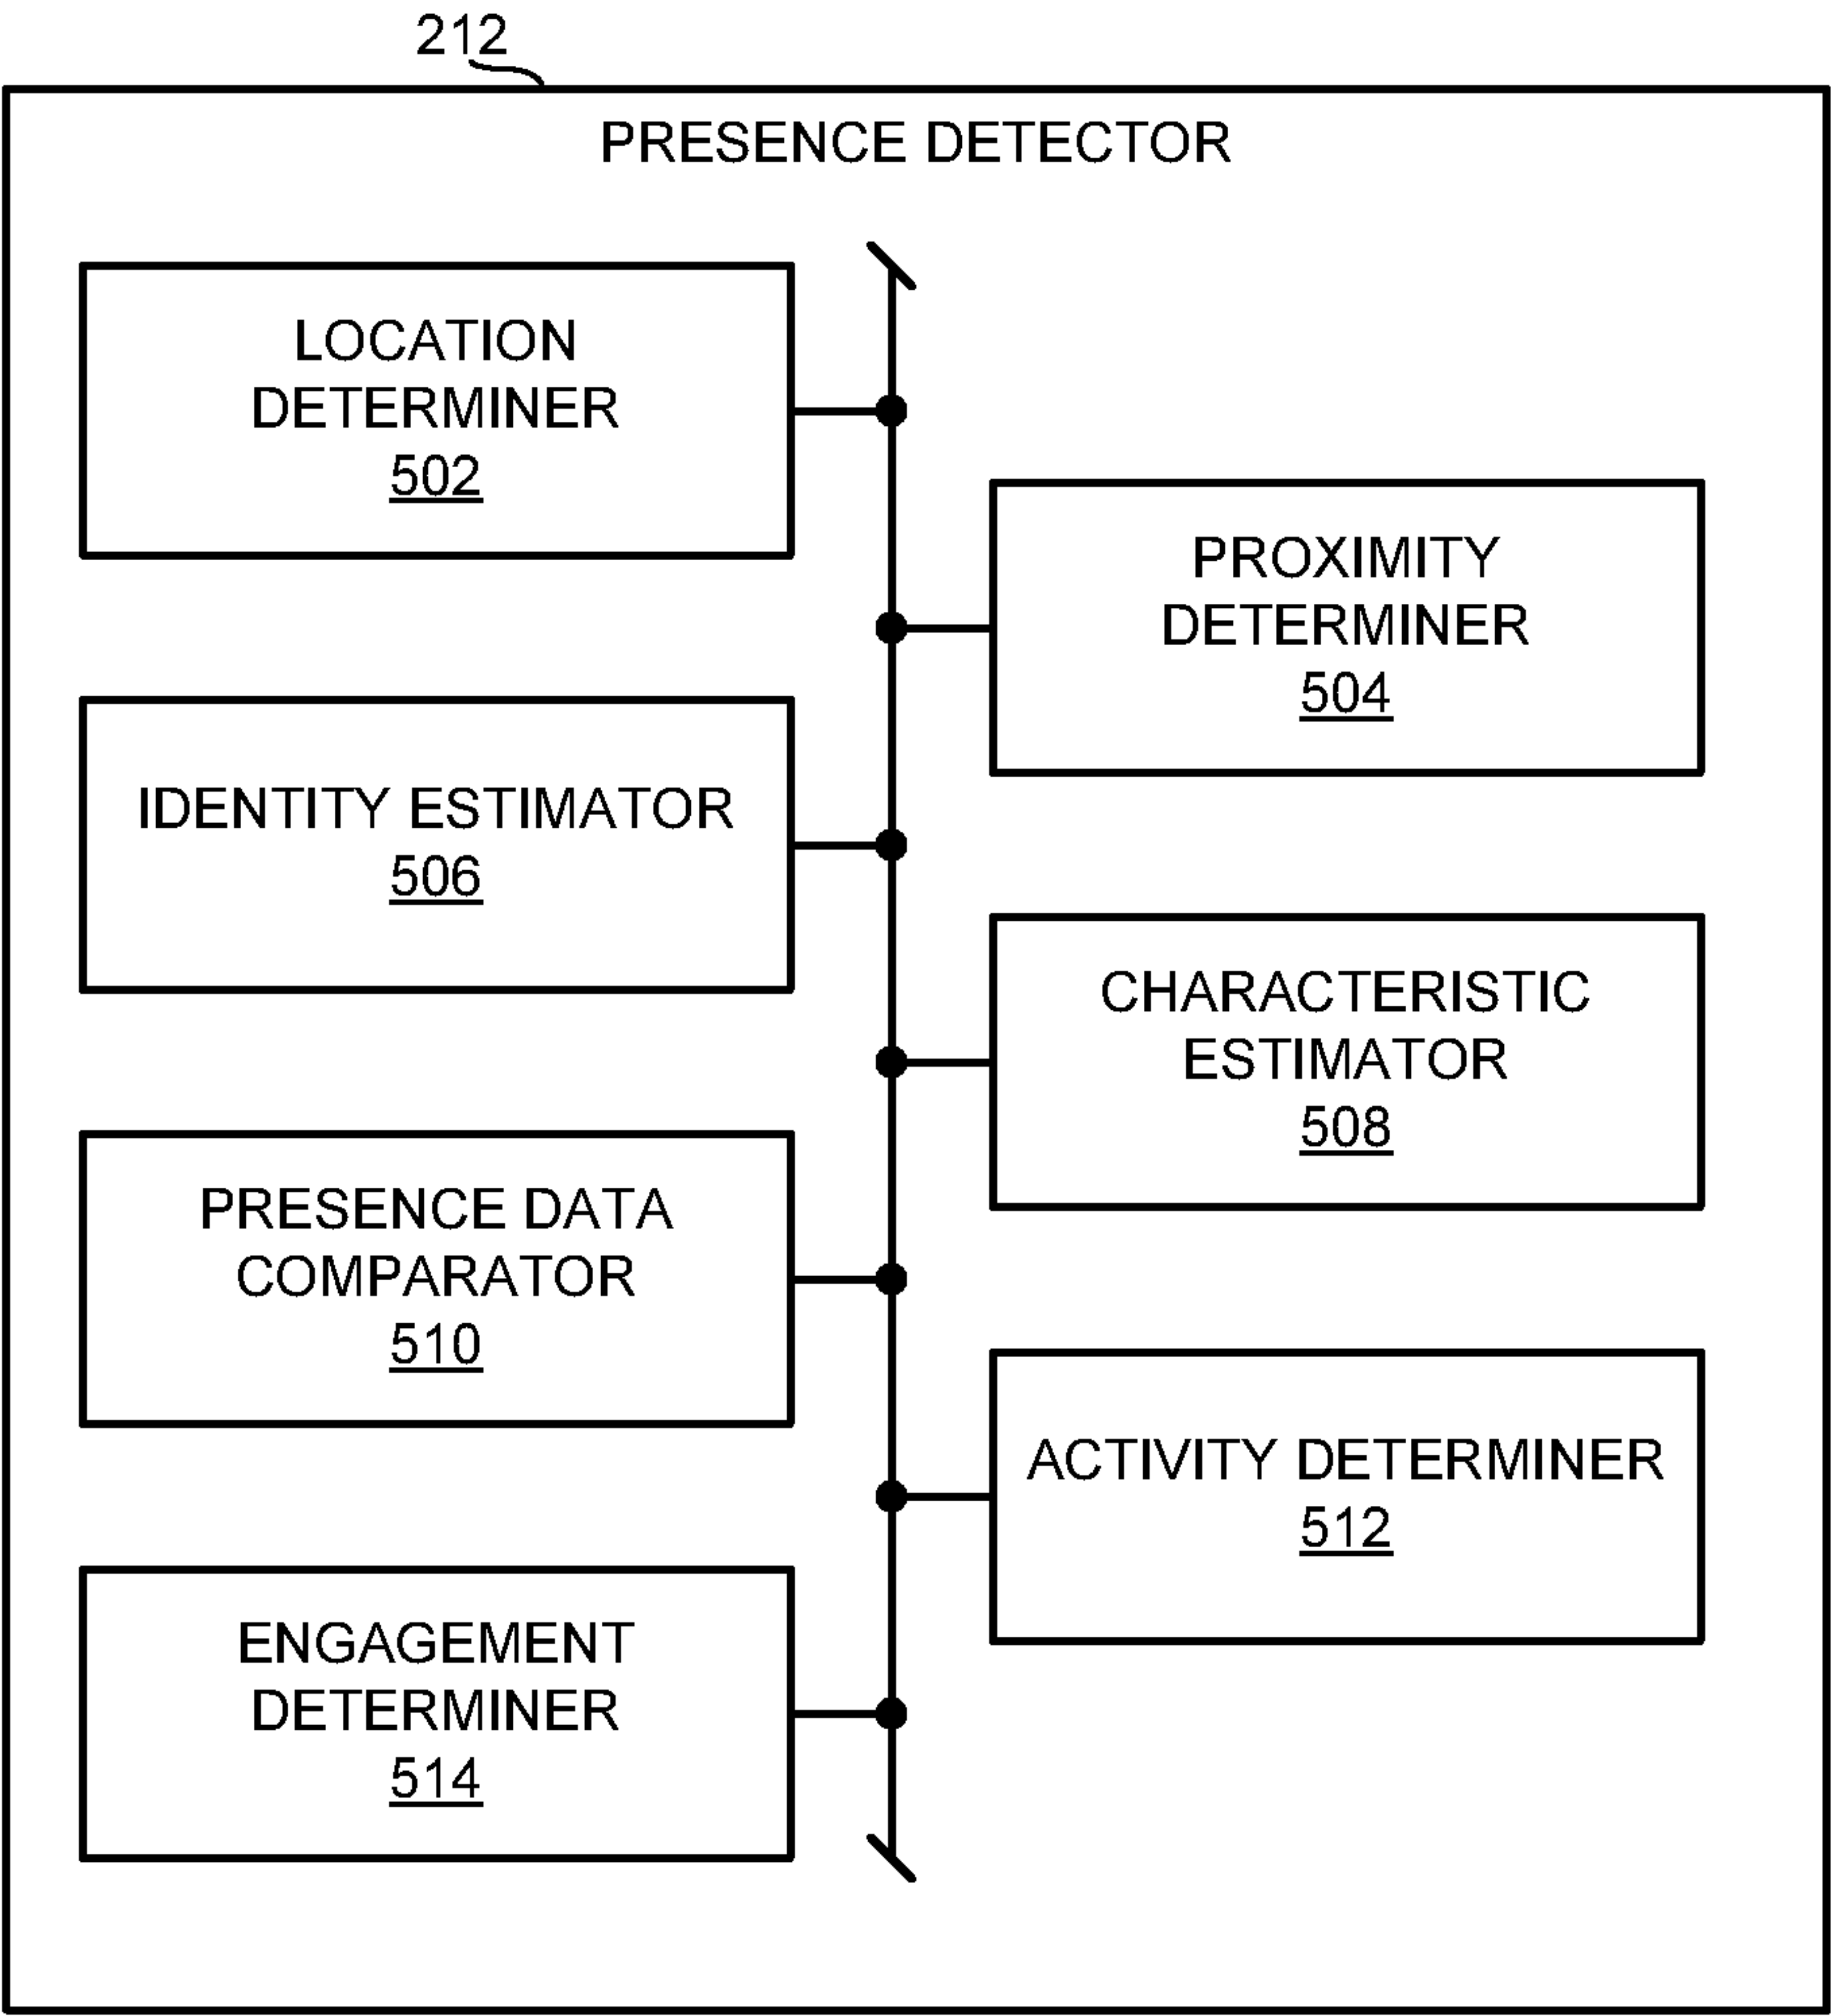 212
PRESENCE DETECTOR
LOCATION
DETERMINER
502
PROXIMITY
DETERMINER
504
IDENTITY ESTIMATOR
506
CHARACTERISTIC
ESTIMATOR
508
PRESENCE DATA
COMPARATOR
510
ACTIVITY DETERMINER
512
ENGAGEMENT
DETERMINER
514